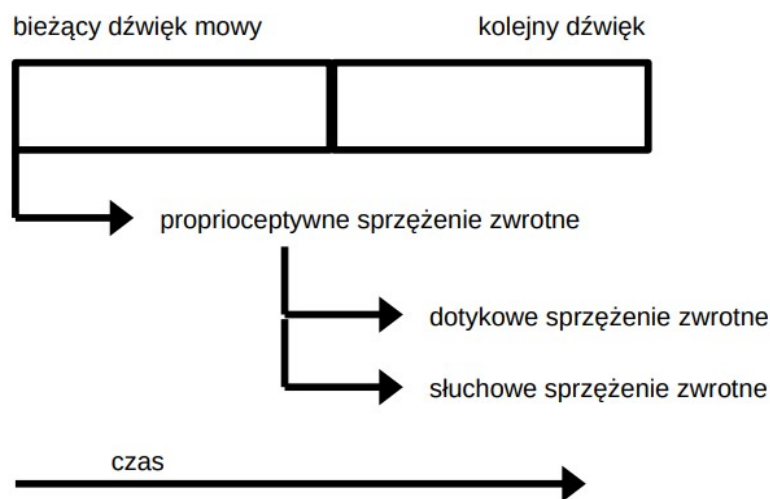 bieżący dźwięk mowy
kolejny dźwięk
proprioceptywne sprzężenie zwrotne
dotykowe sprzężenie zwrotne
słuchowe sprzężenie zwrotne
czas